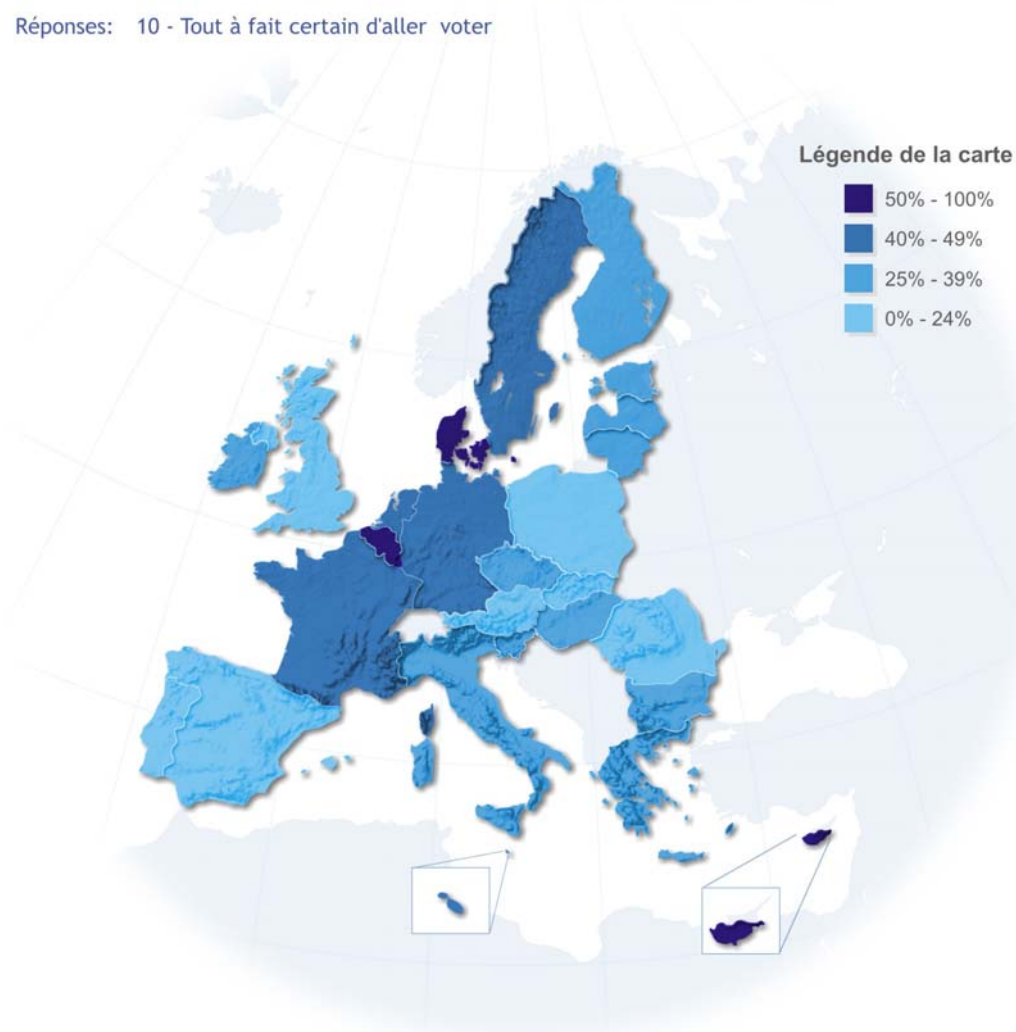 Réponses: 10 - Tout à fait certain d'aller voter
Légende de la carte
50% - 100%
40% - 49%
25% - 39%
0% - 24%